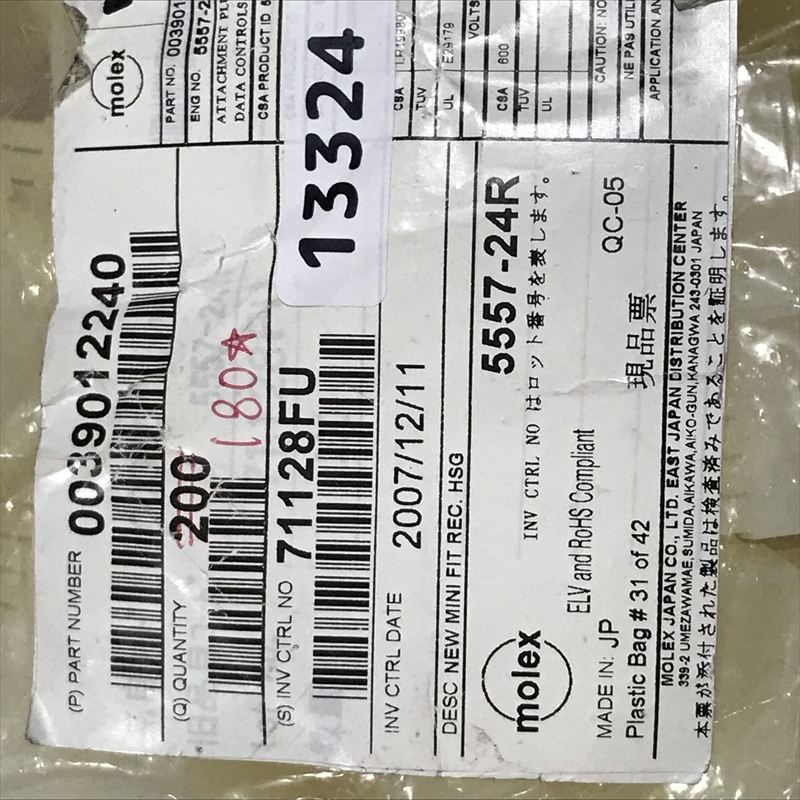 molex
PART NO. 003901
ENG NO. 5557-2
ATTACHMENT PLU
DATA CONTROLS
CSA PRODUCT ID 5
13324
CSA LR19980
TUV
UL E29179
VOLTS
CSA 600
TUV
UL
CAUTION: NO
NE PAS UTILI
APPLICATION AN
(P) PART NUMBER 0039012240
(Q) QUANTITY 200 180☆
(S) INV CTRL NO 71128FU
INV CTRL DATE 2007/12/11
DESC NEW MINI FIT REC. HSG
5557-24R
INV CTRL NO はロット番号を表します。
molex
ELV and RoHS Compliant
QC-05
MADE IN: JP
現品票
Plastic Bag # 31 of 42
MOLEX JAPAN CO., LTD. EAST JAPAN DISTRIBUTION CENTER
339-2 UMEZAWAMAE,SUMIDA,AIKAWA,AIKO-GUN,KANAGWA 243-0301 JAPAN
本票が添付された製品は検査済みであることを証明します。